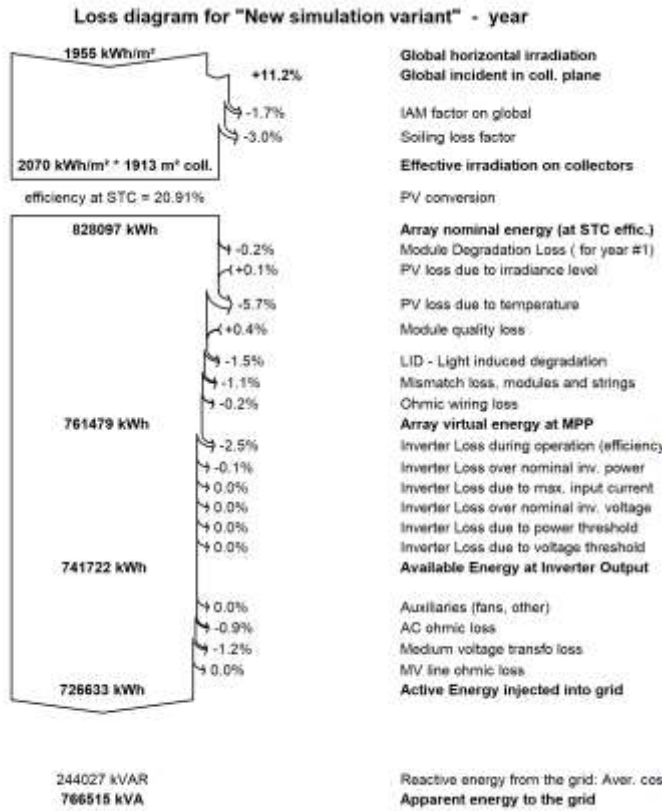 Loss diagram for "New simulation variant" - year
1955 kWh/m² Global horizontal irradiation
+11.2% Global incident in coll. plane
-1.7% IAM factor on global
-3.0% Soiling loss factor
2070 kWh/m² * 1913 m² coll. Effective irradiation on collectors
efficiency at STC = 20.91% PV conversion
828097 kWh Array nominal energy (at STC effic.)
-0.2% Module Degradation Loss ( for year #1)
+0.1% PV loss due to irradiance level
-5.7% PV loss due to temperature
+0.4% Module quality loss
-1.5% LID - Light induced degradation
-1.1% Mismatch loss, modules and strings
-0.2% Ohmic wiring loss
761479 kWh Array virtual energy at MPP
-2.5% Inverter Loss during operation (efficiency
-0.1% Inverter Loss over nominal inv. power
0.0% Inverter Loss due to max. input current
0.0% Inverter Loss over nominal inv. voltage
0.0% Inverter Loss due to power threshold
0.0% Inverter Loss due to voltage threshold
741722 kWh Available Energy at Inverter Output
0.0% Auxiliaries (fans, other)
-0.9% AC ohmic loss
-1.2% Medium voltage transfo loss
0.0% MV line ohmic loss
726633 kWh Active Energy injected into grid
244027 kVAR Reactive energy from the grid: Aver. cos
766515 kVA Apparent energy to the grid